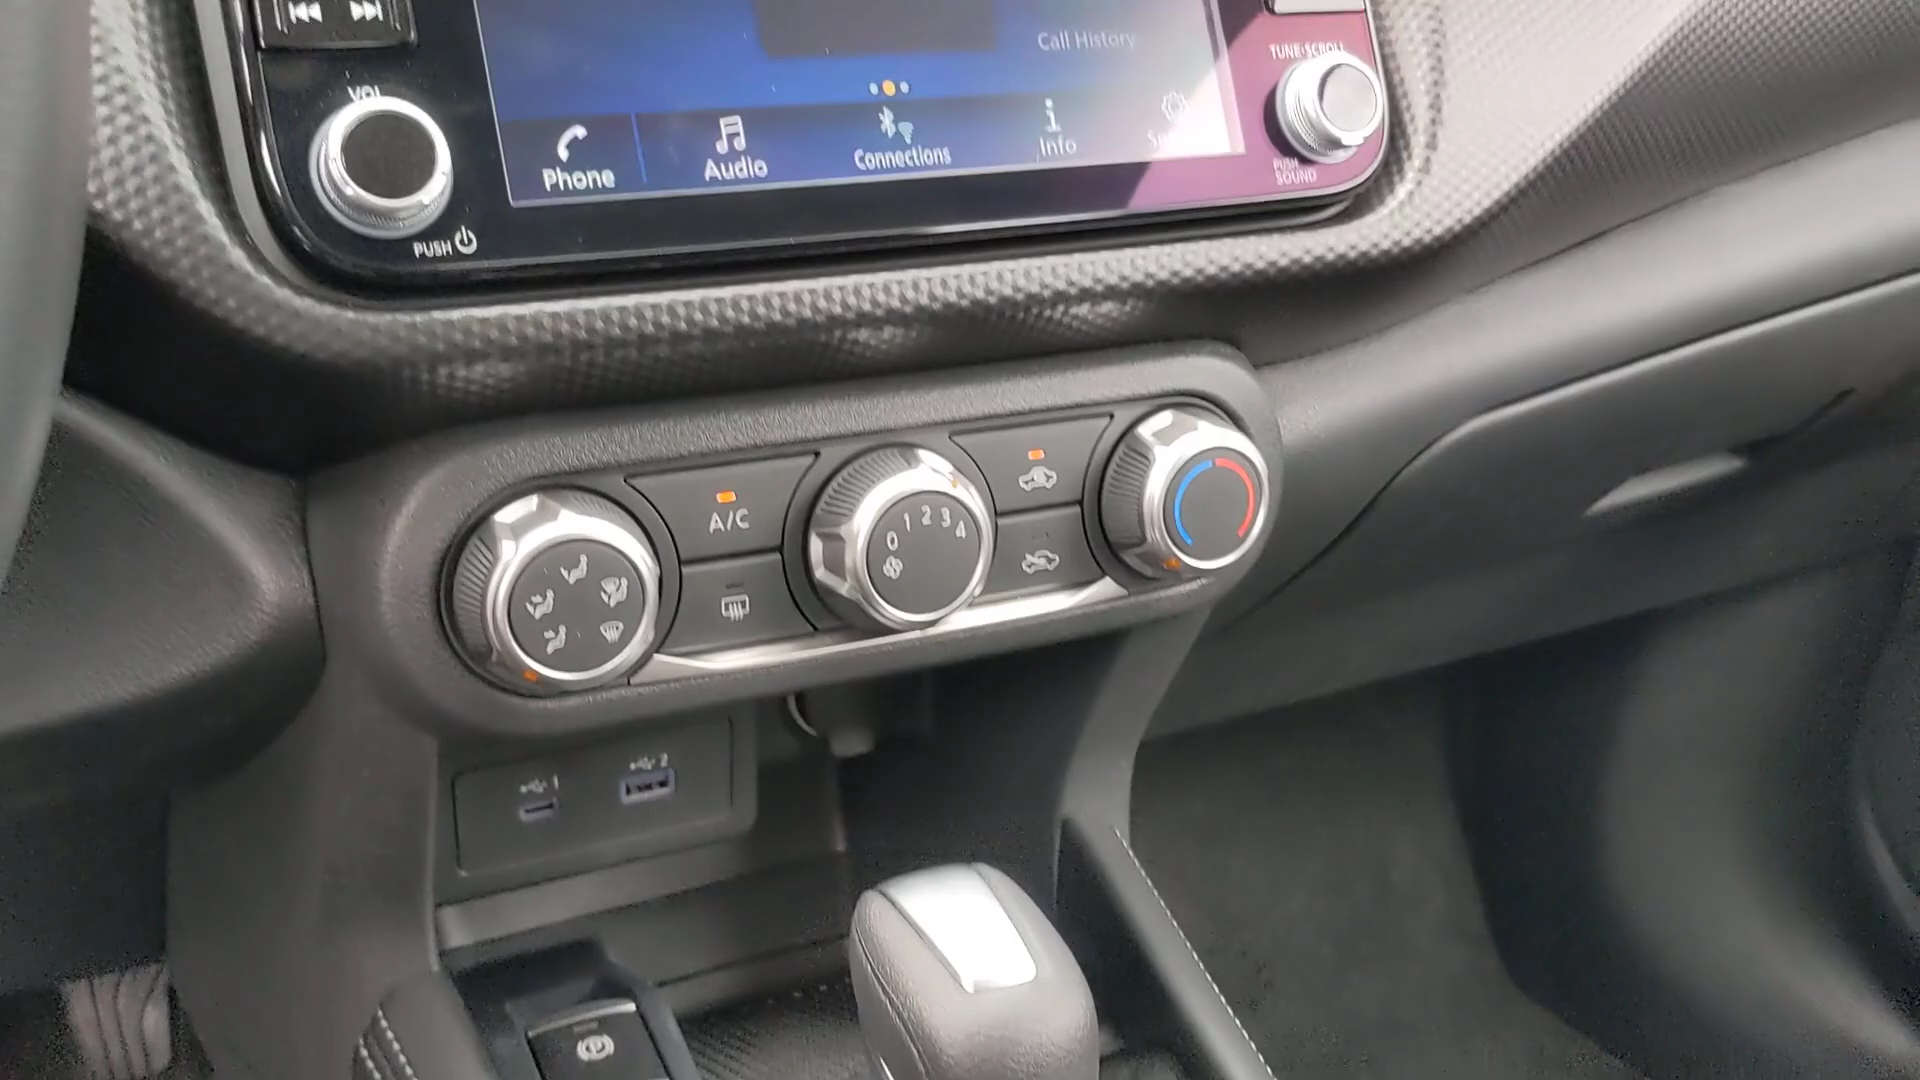 Call History
VOL
TUNE·SCROLL
Phone
Audio
Connections
Info
PUSH
SOUND
PUSH
A/C
0 1 2 3 4
1
2